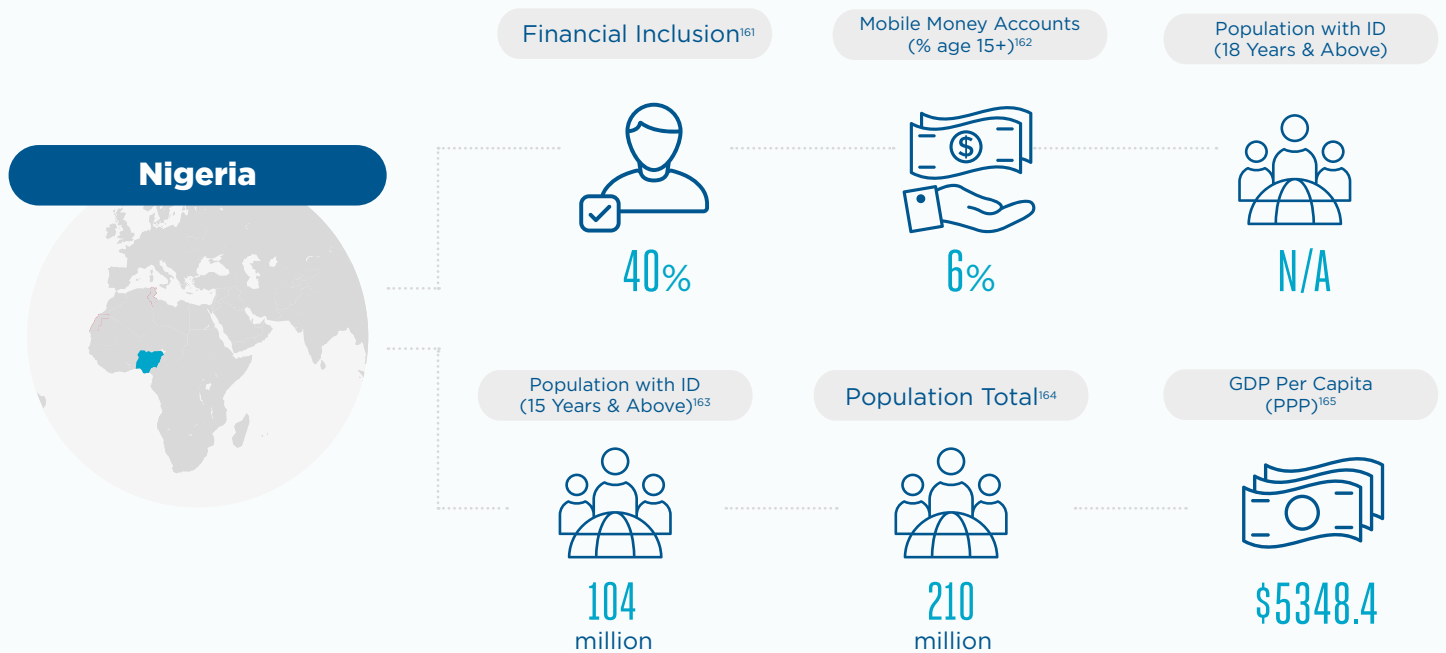 Nigeria
Financial Inclusion¹⁶¹
40%
Mobile Money Accounts
(% age 15+)¹⁶²
$
6%
Population with ID
(18 Years & Above)
N/A
Population with ID
(15 Years & Above)¹⁶³
104
million
Population Total¹⁶⁴
210
million
GDP Per Capita
(PPP)¹⁶⁵
$5348.4